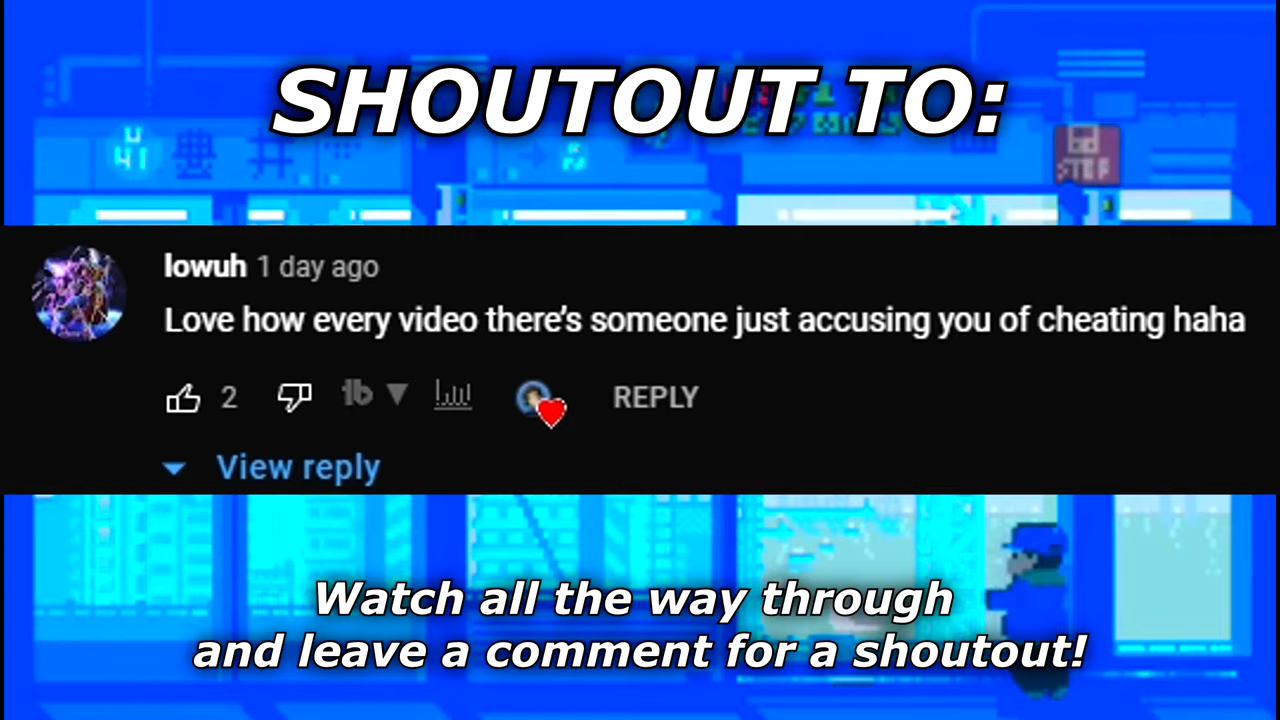 SHOUTOUT TO:
lowuh 1 day ago
Love how every video there's someone just accusing you of cheating haha
2
REPLY
View reply
Watch all the way through
and leave a comment for a shoutout!